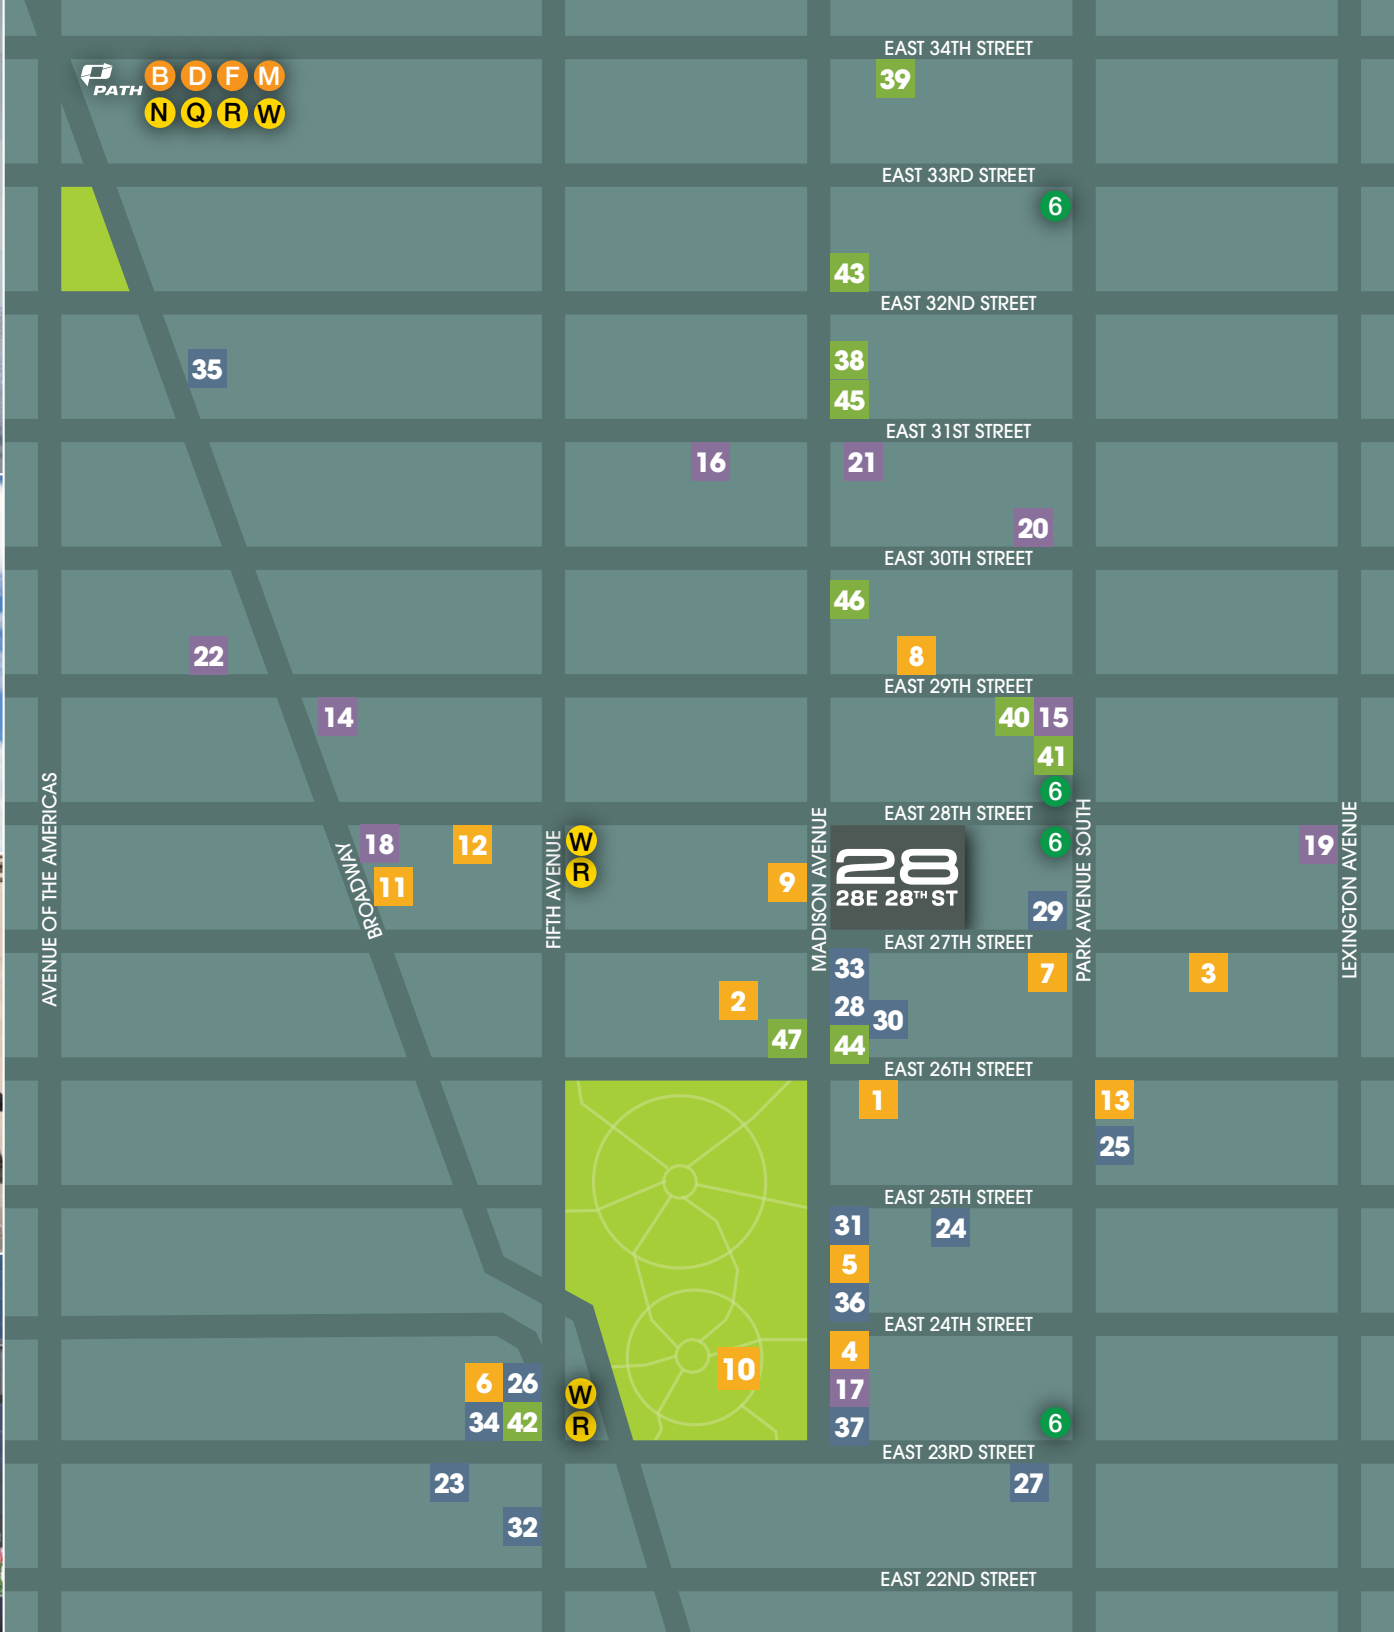 EAST 34TH STREET
PATH B D F M
39
N Q R W
EAST 33RD STREET
6
43
EAST 32ND STREET
38
35
45
EAST 31ST STREET
16
21
20
EAST 30TH STREET
46
22
8
EAST 29TH STREET
14
40
15
41
6
EAST 28TH STREET
AVENUE OF THE AMERICAS
BROADWAY
FIFTH AVENUE
MADISON AVENUE
PARK AVENUE SOUTH
LEXINGTON AVENUE
18
12
W
R
6
19
11
9
28
28E 28TH ST
29
EAST 27TH STREET
33
7
3
2
28
30
47
44
EAST 26TH STREET
1
13
25
EAST 25TH STREET
31
24
5
36
EAST 24TH STREET
4
10
6
26
W
17
34
42
R
37
6
EAST 23RD STREET
23
27
32
EAST 22ND STREET